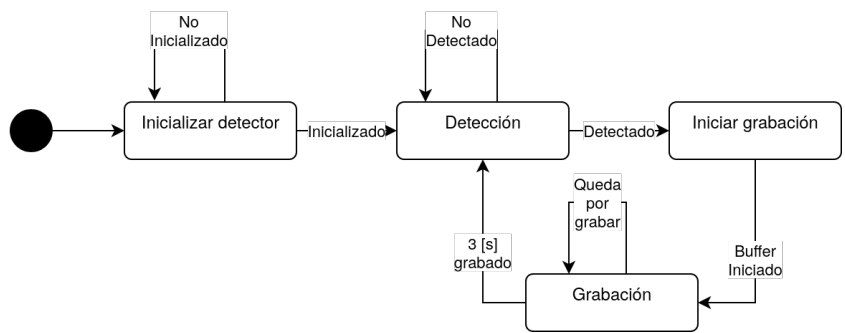 No
Inicializado
No
Detectado
Inicializar detector
Inicializado
Detección
Detectado
Iniciar grabación
Queda
por
grabar
3 [s]
grabado
Buffer
Iniciado
Grabación